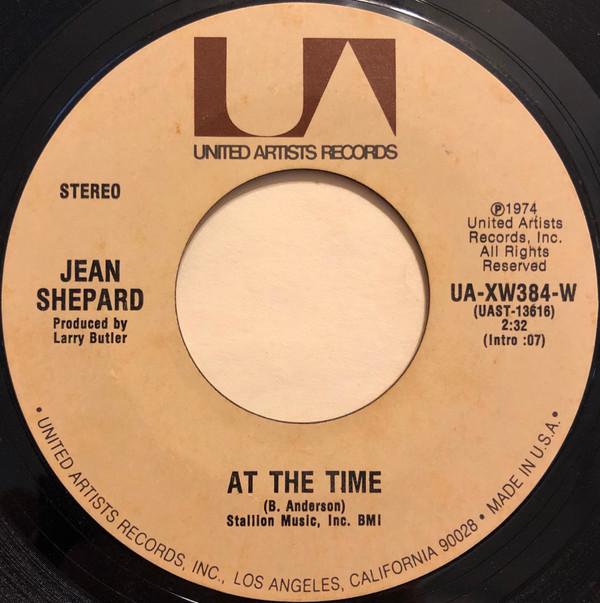 UA
UNITED ARTISTS RECORDS
STEREO
JEAN
SHEPARD
Produced by
Larry Butler
℗1974
United Artists
Records, Inc.
All Rights
Reserved
UA-XW384-W
(UAST-13616)
2:32
(Intro :07)
AT THE TIME
(B. Anderson)
Stallion Music, Inc. BMI
• UNITED ARTISTS RECORDS, INC., LOS ANGELES, CALIFORNIA 90028 • MADE IN U.S.A. •